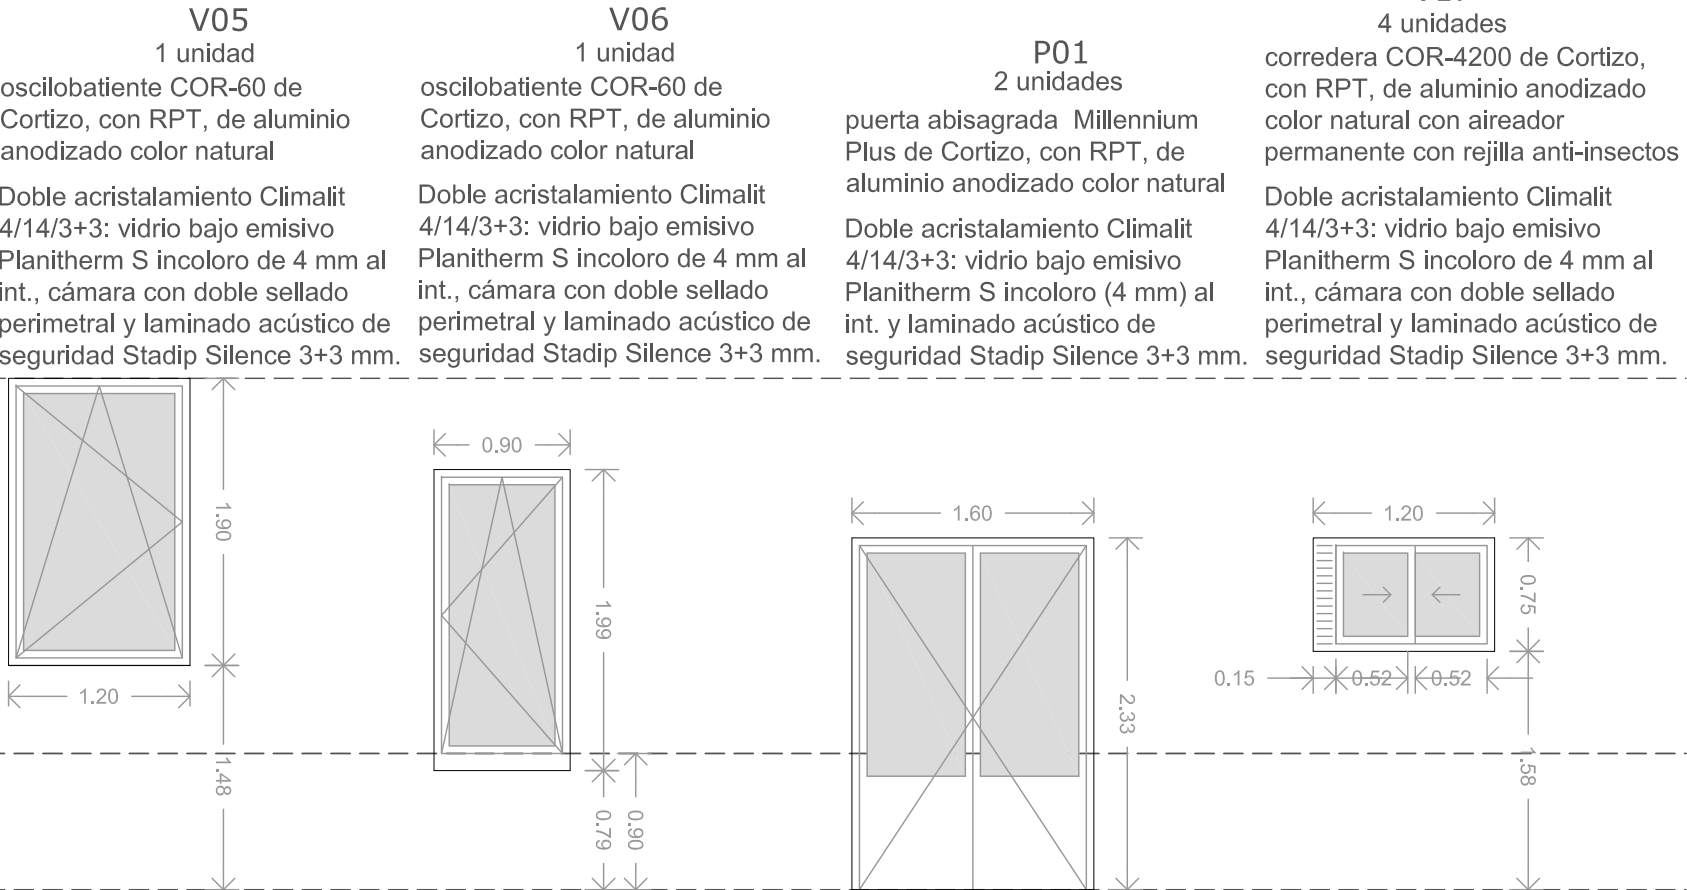 V05
1 unidad
oscilobatiente COR-60 de
Cortizo, con RPT, de aluminio
anodizado color natural
Doble acristalamiento Climalit
4/14/3+3: vidrio bajo emisivo
Planitherm S incoloro de 4 mm al
int., cámara con doble sellado
perimetral y laminado acústico de
seguridad Stadip Silence 3+3 mm.
1.90
1.20
1.48
V06
1 unidad
oscilobatiente COR-60 de
Cortizo, con RPT, de aluminio
anodizado color natural
Doble acristalamiento Climalit
4/14/3+3: vidrio bajo emisivo
Planitherm S incoloro de 4 mm al
int., cámara con doble sellado
perimetral y laminado acústico de
seguridad Stadip Silence 3+3 mm.
0.90
1.99
0.79
0.90
P01
2 unidades
puerta abisagrada Millennium
Plus de Cortizo, con RPT, de
aluminio anodizado color natural
Doble acristalamiento Climalit
4/14/3+3: vidrio bajo emisivo
Planitherm S incoloro (4 mm) al
int. y laminado acústico de
seguridad Stadip Silence 3+3 mm.
1.60
2.33
4 unidades
corredera COR-4200 de Cortizo,
con RPT, de aluminio anodizado
color natural con aireador
permanente con rejilla anti-insectos
Doble acristalamiento Climalit
4/14/3+3: vidrio bajo emisivo
Planitherm S incoloro de 4 mm al
int., cámara con doble sellado
perimetral y laminado acústico de
seguridad Stadip Silence 3+3 mm.
1.20
0.75
0.15
0.52
0.52
1.58